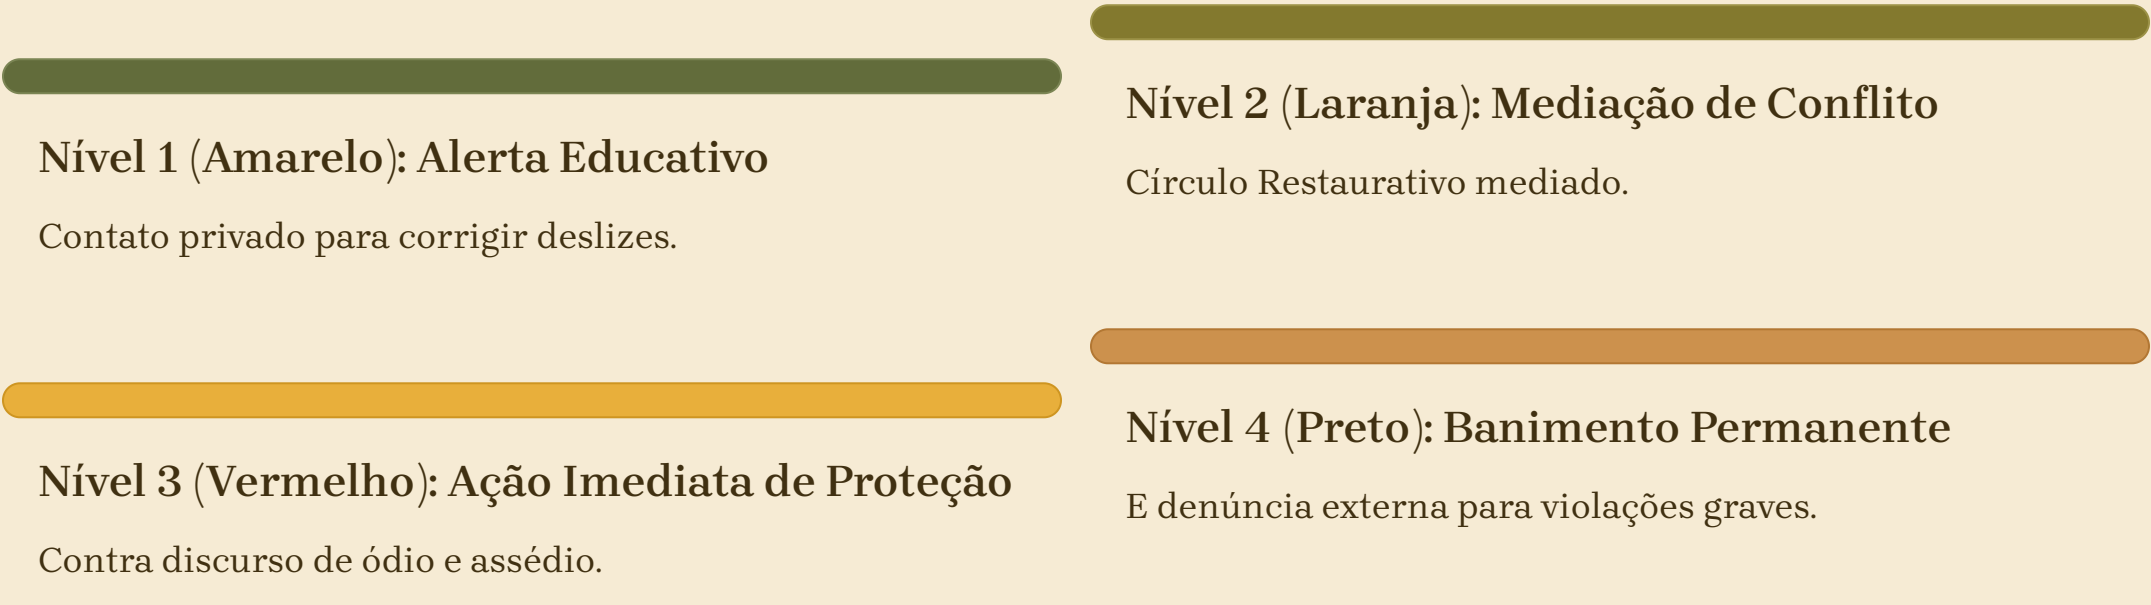 Nível 1 (Amarelo): Alerta Educativo
Contato privado para corrigir deslizes.
Nível 2 (Laranja): Mediação de Conflito
Círculo Restaurativo mediado.
Nível 3 (Vermelho): Ação Imediata de Proteção
Contra discurso de ódio e assédio.
Nível 4 (Preto): Banimento Permanente
E denúncia externa para violações graves.